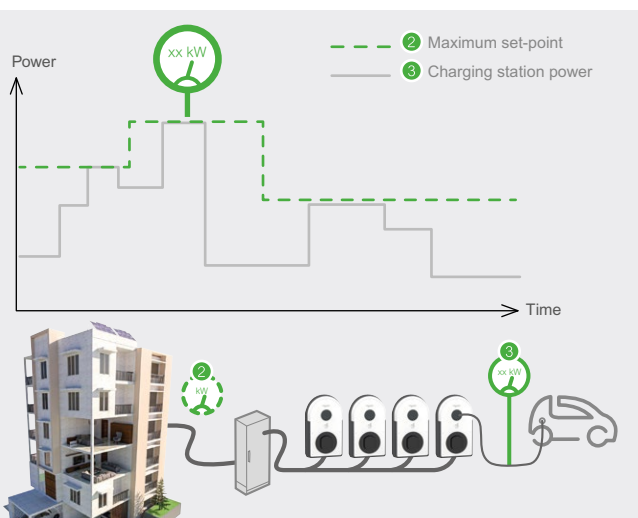 xx kW
2 Maximum set-point
Power
3 Charging station power
Time
2
kW
3
xx kW